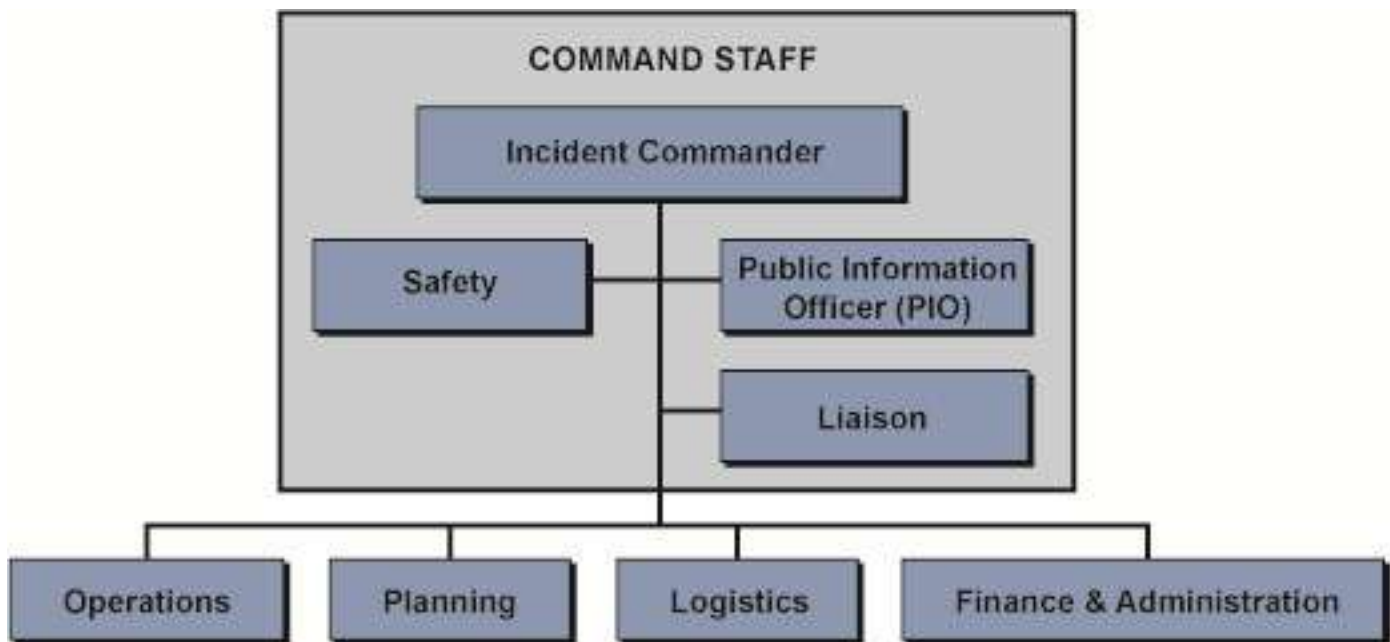 COMMAND STAFF
Incident Commander
Safety
Public Information
Officer (PIO)
Liaison
Operations
Planning
Logistics
Finance & Administration